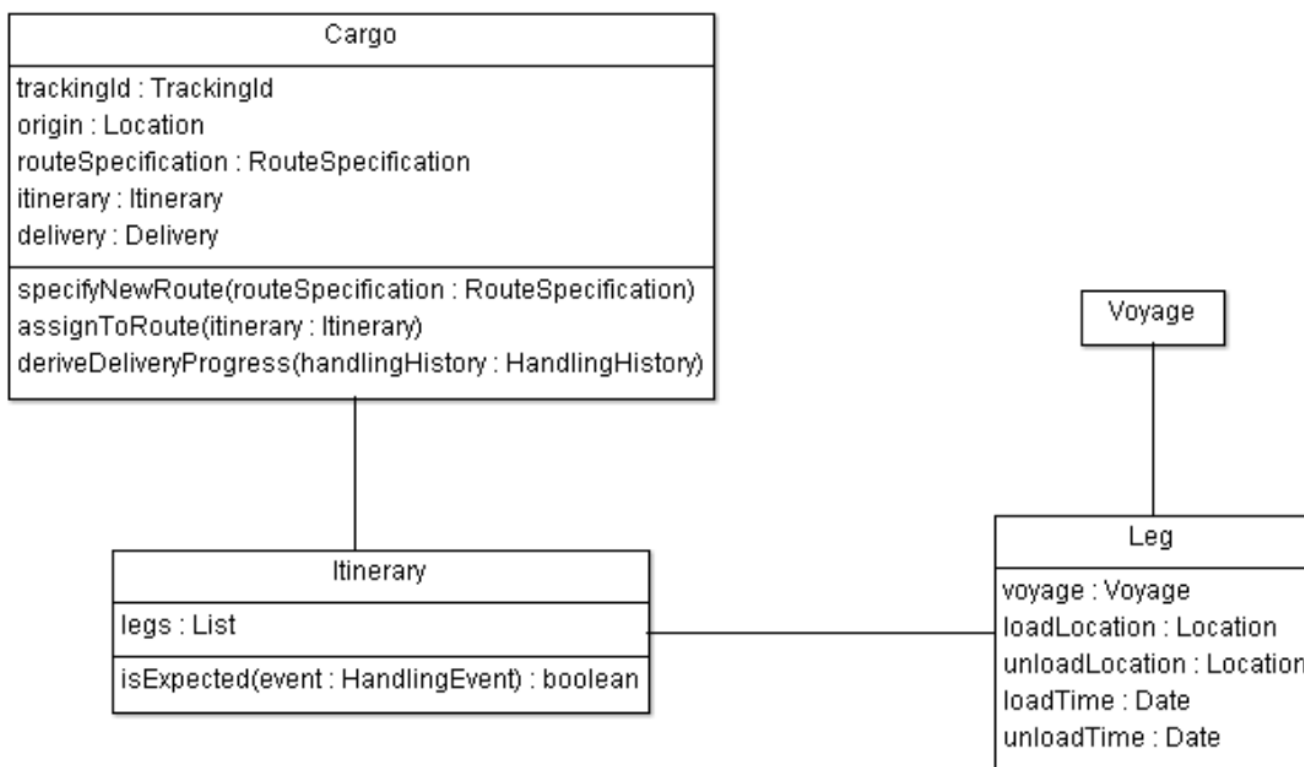 Cargo
trackingId : TrackingId
origin : Location
routeSpecification : RouteSpecification
itinerary : Itinerary
delivery : Delivery
specifyNewRoute(routeSpecification : RouteSpecification)
assignToRoute(itinerary : Itinerary)
deriveDeliveryProgress(handlingHistory : HandlingHistory)
Voyage
Itinerary
legs : List
isExpected(event : HandlingEvent) : boolean
Leg
voyage : Voyage
loadLocation : Location
unloadLocation : Location
loadTime : Date
unloadTime : Date